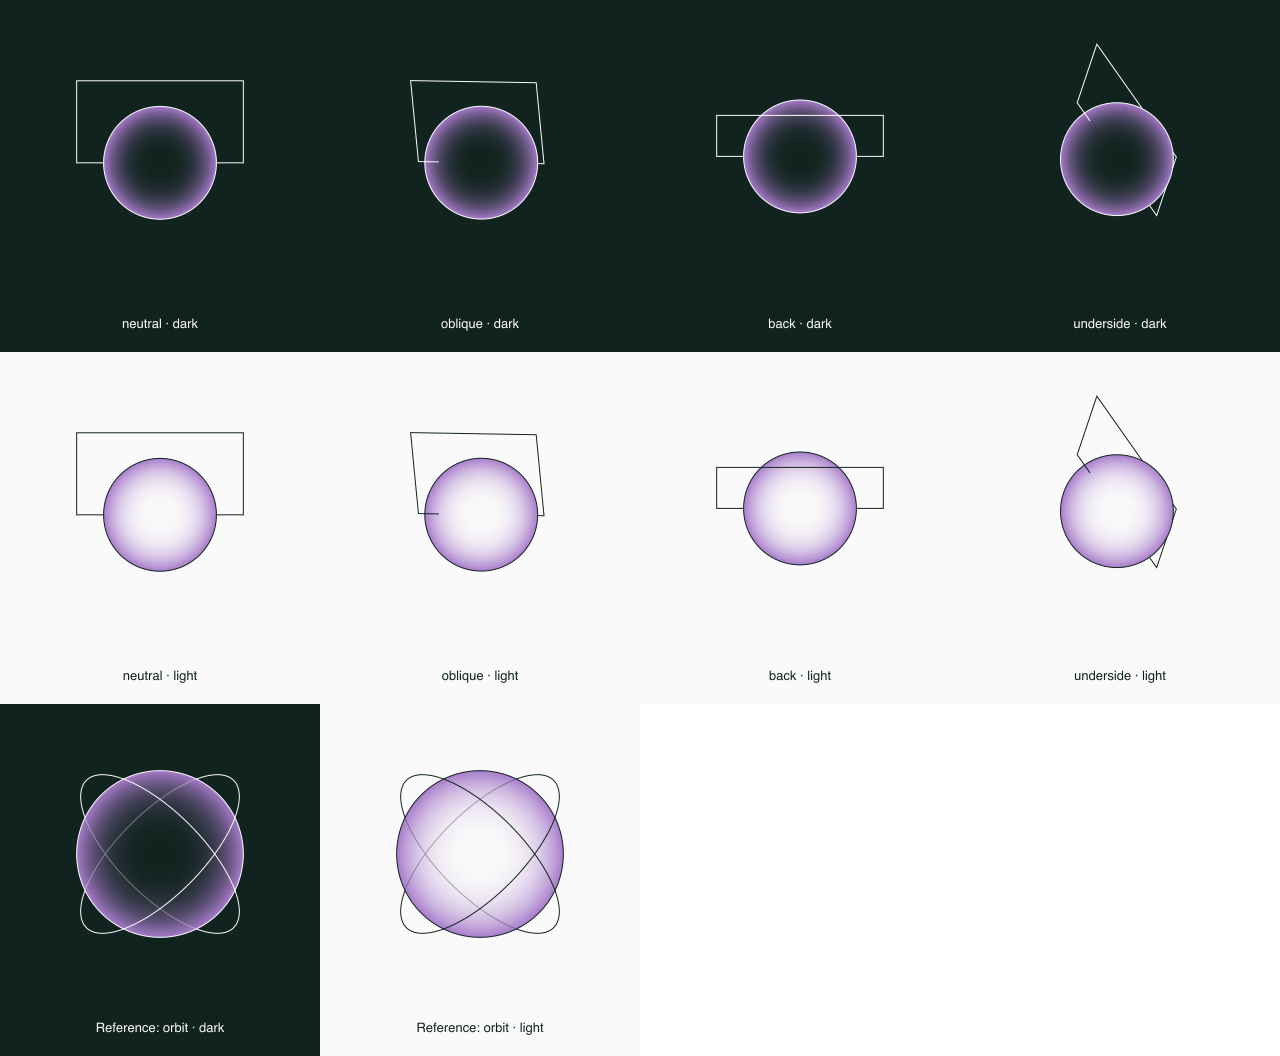 neutral · dark
oblique · dark
back · dark
underside · dark
neutral · light
oblique · light
back · light
underside · light
Reference: orbit · dark
Reference: orbit · light